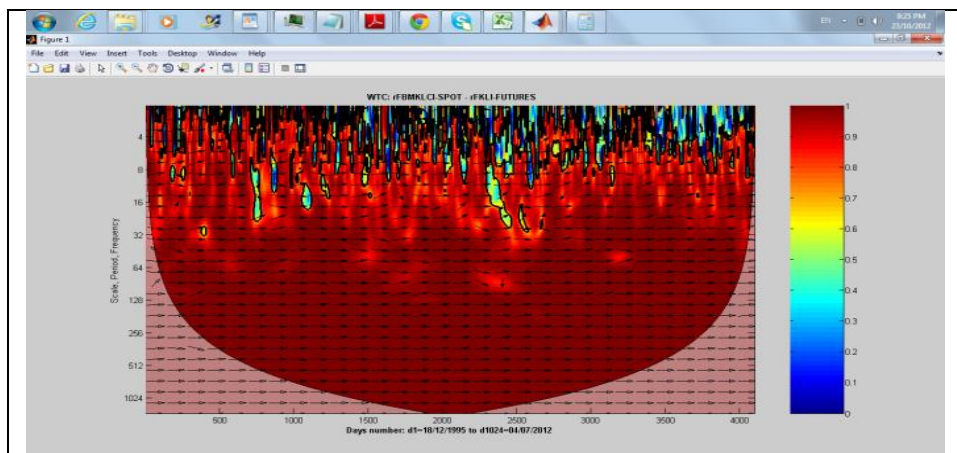 EN
9:25 PM
23/10/2012
Figure 1
File Edit View Insert Tools Desktop Window Help
WTC: rFBMKLCI-SPOT - rFKLI-FUTURES
Scale, Period, Frequency
4
8
16
32
64
128
256
512
1024
500 1000 1500 2000 2500 3000 3500 4000
Days number: d1=18/12/1995 to d1024=04/07/2012
1
0.9
0.8
0.7
0.6
0.5
0.4
0.3
0.2
0.1
0